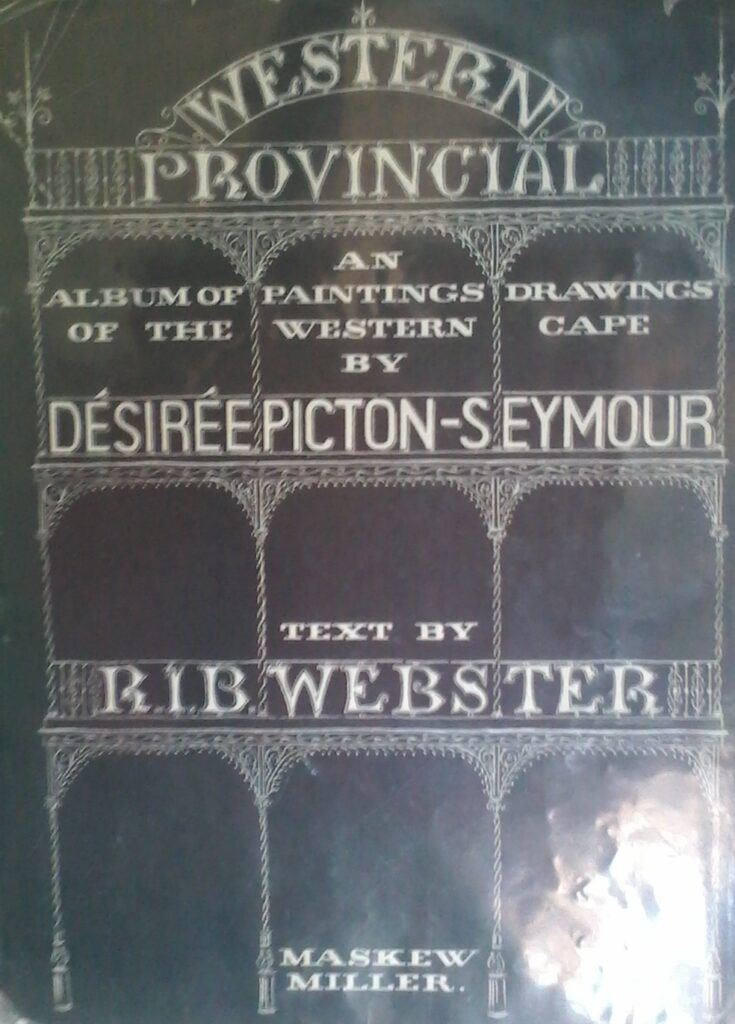 WESTERN
PROVINCIAL
AN
ALBUM OF PAINTINGS DRAWINGS
OF THE WESTERN CAPE
BY
DÉSIRÉE PICTON-SEYMOUR
TEXT BY
R.I.B. WEBSTER
MASKEW
MILLER.